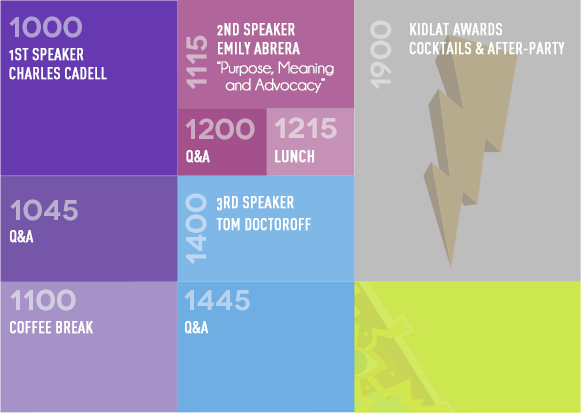 1000
1ST SPEAKER
CHARLES CADELL
1045
Q&A
1100
COFFEE BREAK
1115
2ND SPEAKER
EMILY ABRERA
"Purpose, Meaning
and Advocacy"
1200
Q&A
1215
LUNCH
1400
3RD SPEAKER
TOM DOCTOROFF
1445
Q&A
1900
KIDLAT AWARDS
COCKTAILS & AFTER-PARTY